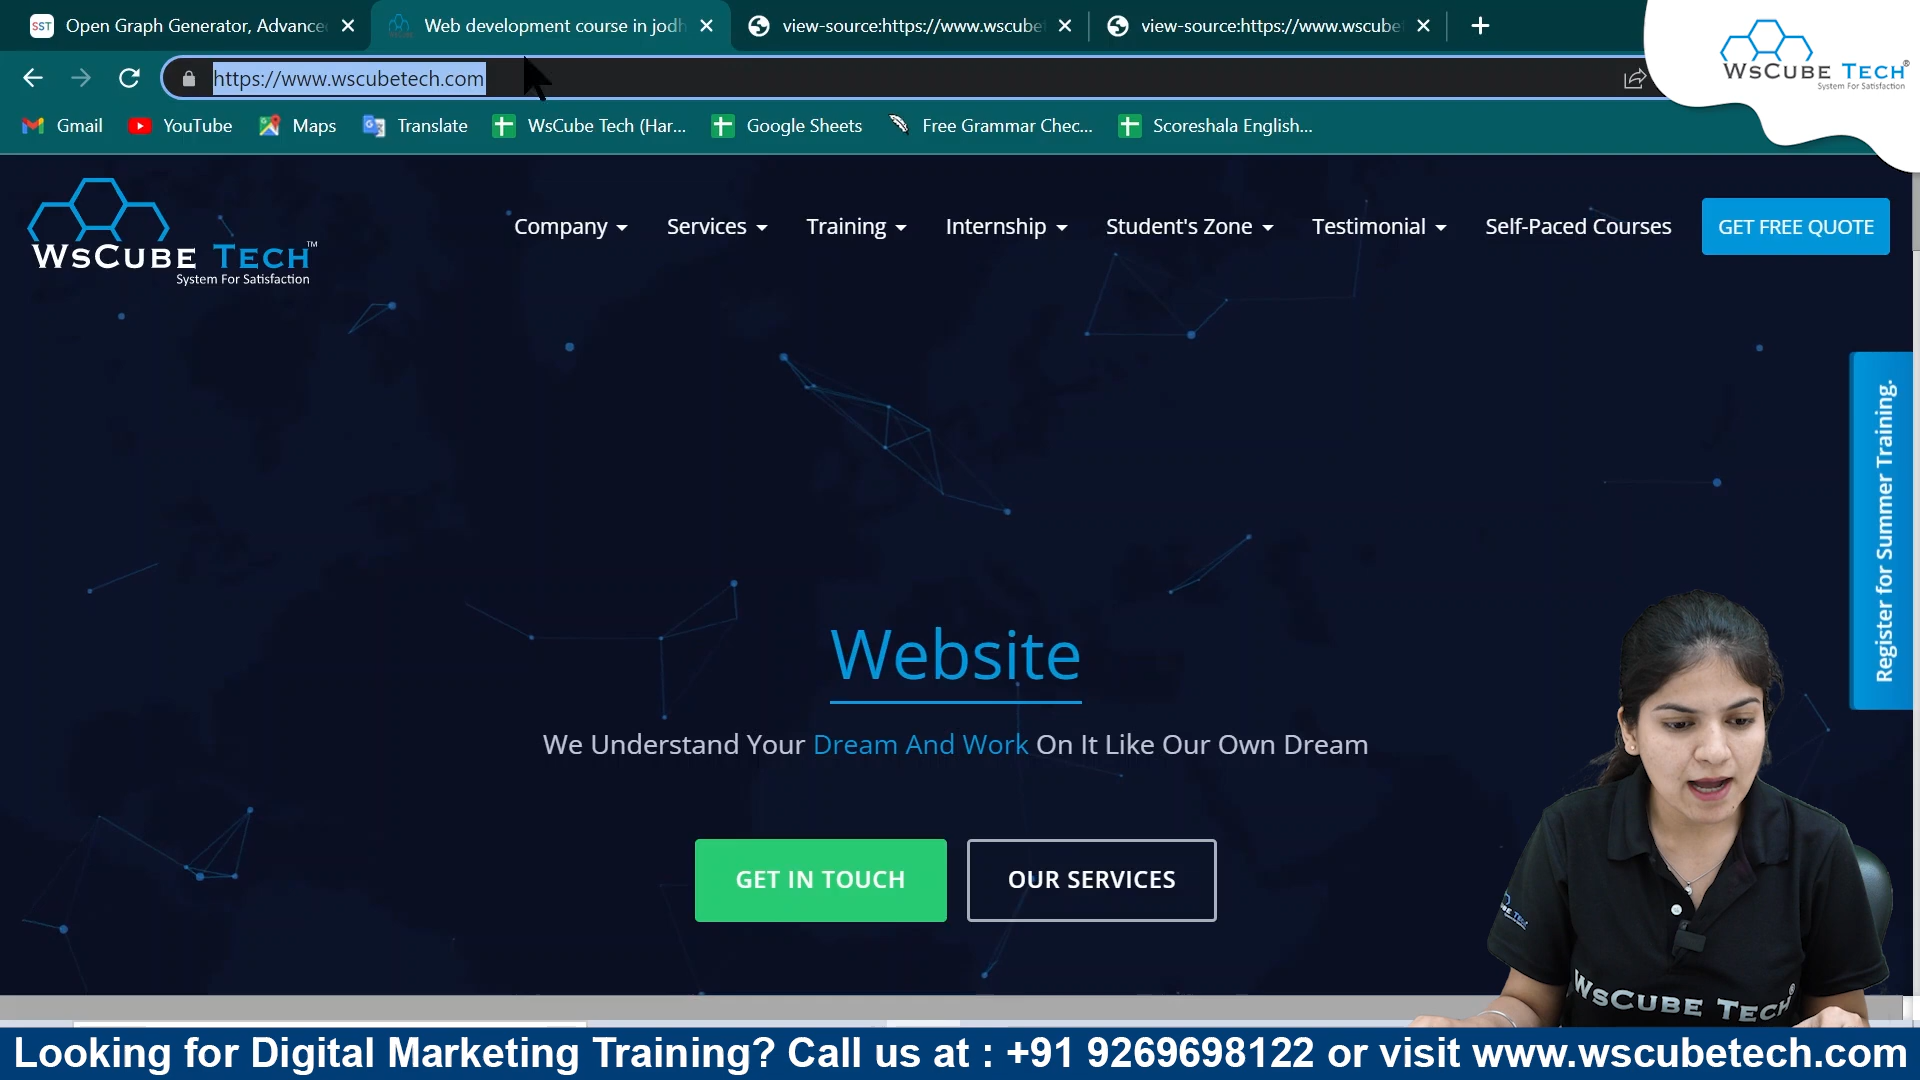 SST Open Graph Generator, Advance
Web development course in jodh
view-source:https://www.wscube
view-source:https://www.wscube
https://www.wscubetech.com
WsCube Tech®
System For Satisfaction
Gmail
YouTube
Maps
Translate
WsCube Tech (Har...
Google Sheets
Free Grammar Chec...
Scoreshala English...
WsCube Tech™
System For Satisfaction
Company
Services
Training
Internship
Student's Zone
Testimonial
Self-Paced Courses
GET FREE QUOTE
Register for Summer Training.
Website
We Understand Your Dream And Work On It Like Our Own Dream
GET IN TOUCH
OUR SERVICES
WsCube Tech®
Looking for Digital Marketing Training? Call us at : +91 9269698122 or visit www.wscubetech.com